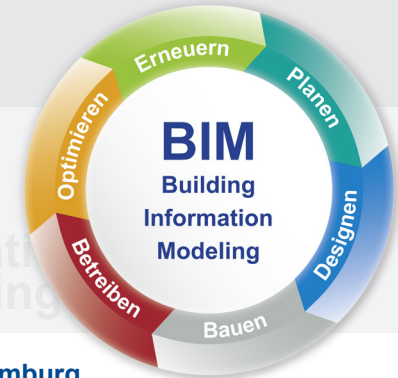 Erneuern
Planen
Designen
Bauen
Betreiben
Optimieren
BIM
Building
Information
Modeling